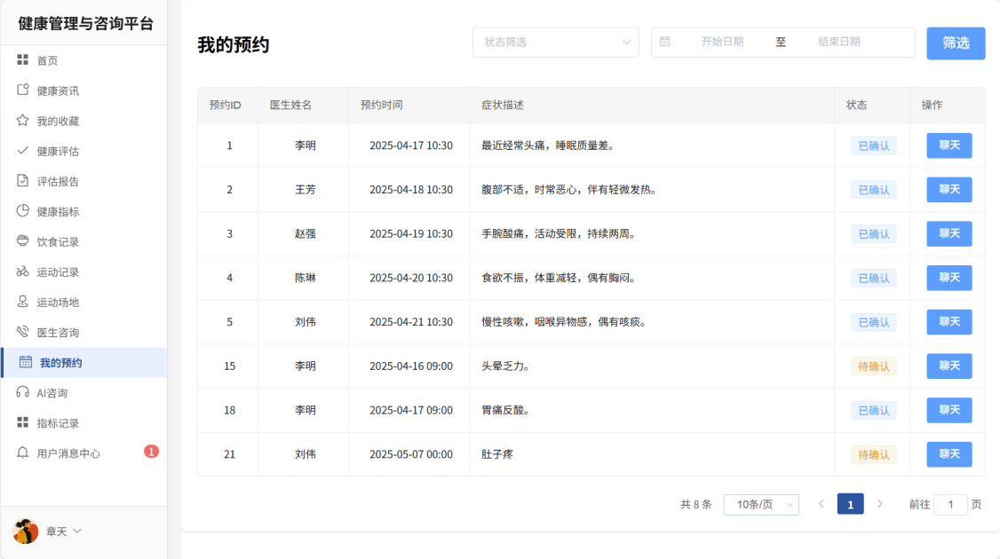 健康管理与咨询平台
首页
健康资讯
我的收藏
健康评估
评估报告
健康指标
饮食记录
运动记录
运动场地
医生咨询
我的预约
AI咨询
指标记录
用户消息中心 1
章天
我的预约 状态筛选 开始日期 至 结束日期 筛选
预约ID 医生姓名 预约时间 症状描述 状态 操作
1 李明 2025-04-17 10:30 最近经常头痛，睡眠质量差。 已确认 聊天
2 王芳 2025-04-18 10:30 腹部不适，时常恶心，伴有轻微发热。 已确认 聊天
3 赵强 2025-04-19 10:30 手腕酸痛，活动受限，持续两周。 已确认 聊天
4 陈琳 2025-04-20 10:30 食欲不振，体重减轻，偶有胸闷。 已确认 聊天
5 刘伟 2025-04-21 10:30 慢性咳嗽，咽喉异物感，偶有咳痰。 已确认 聊天
15 李明 2025-04-16 09:00 头晕乏力。 待确认 聊天
18 李明 2025-04-17 09:00 胃痛反酸。 已确认 聊天
21 刘伟 2025-05-07 00:00 肚子疼 待确认 聊天
共 8 条 10条/页 1 前往 1 页